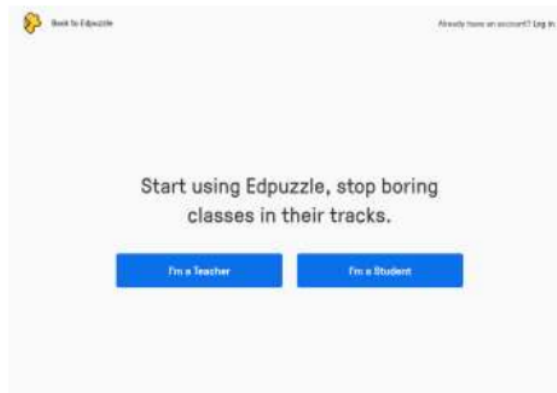 Back to Edpuzzle
Already have an account? Log in
Start using Edpuzzle, stop boring
classes in their tracks.
I'm a Teacher
I'm a Student